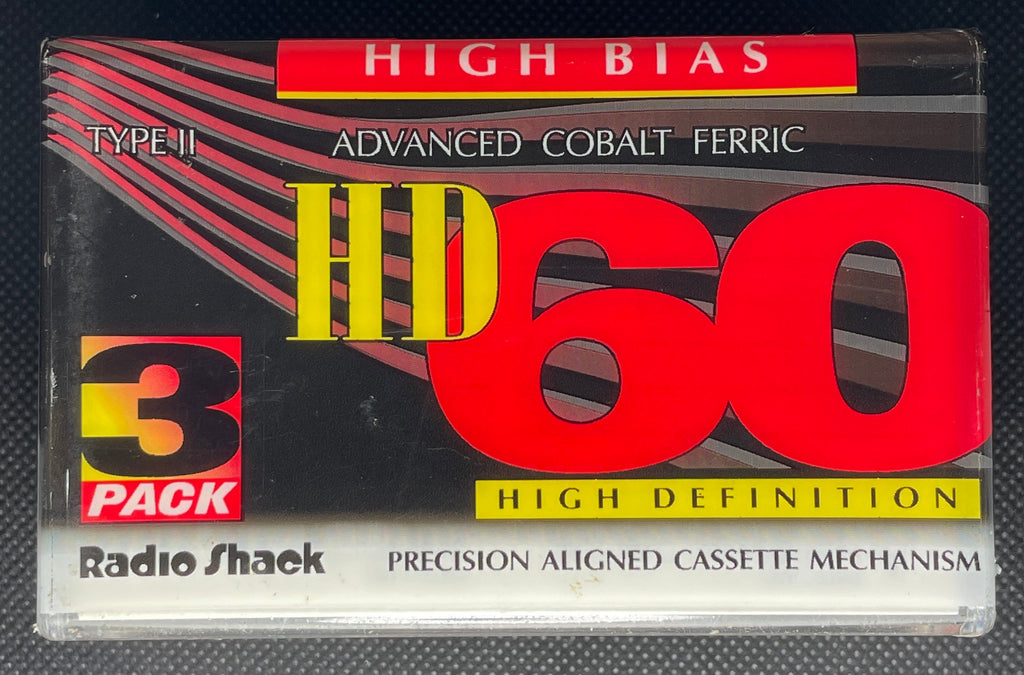 HIGH BIAS
TYPE II
ADVANCED COBALT FERRIC
HD60
3
PACK
HIGH DEFINITION
Radio Shack
PRECISION ALIGNED CASSETTE MECHANISM